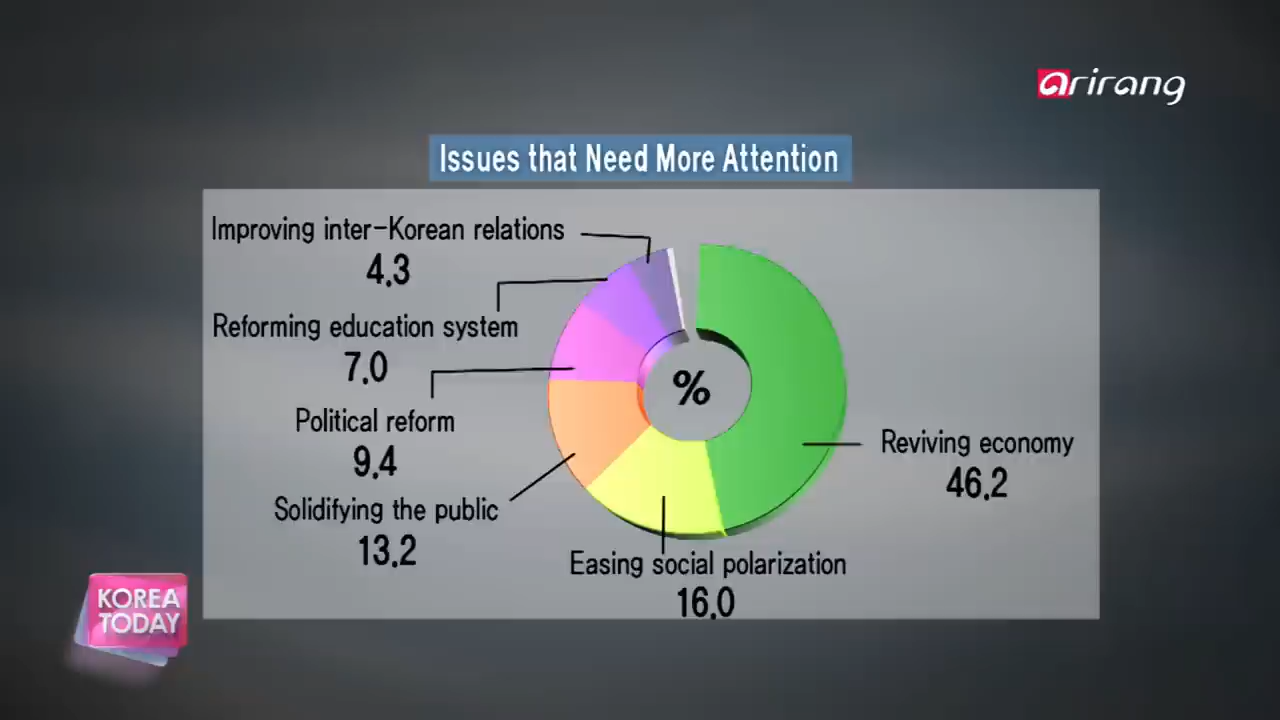 arirang
Issues that Need More Attention
Improving inter-Korean relations
4.3
Reforming education system
7.0
Political reform
9.4
Solidifying the public
13.2
%
Reviving economy
46.2
Easing social polarization
16.0
KOREA
TODAY